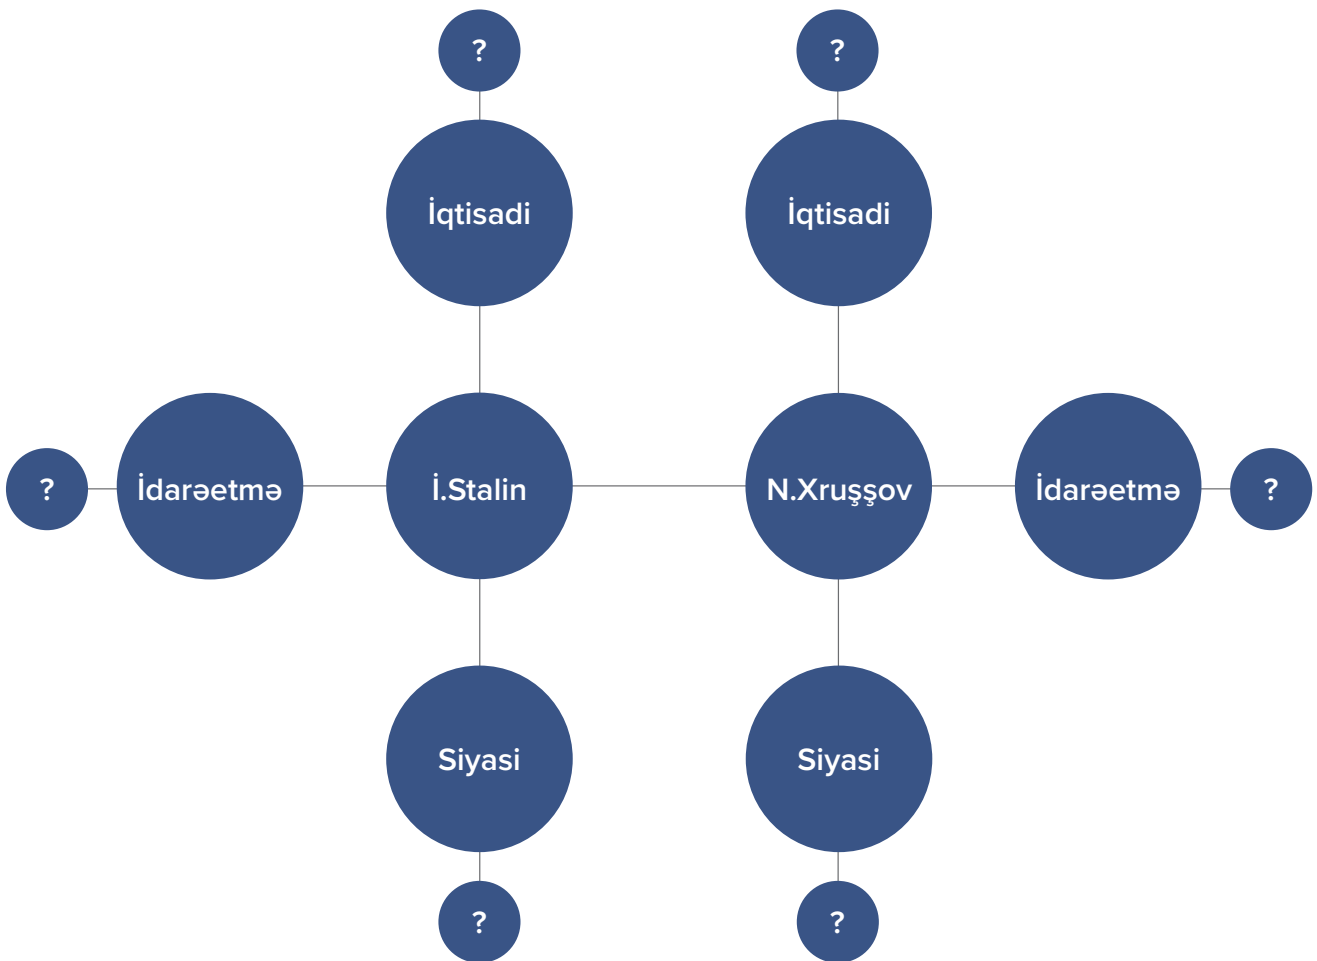 ?
?
İqtisadi
İqtisadi
?
İdarəetmə
İ.Stalin
N.Xruşşov
İdarəetmə
?
Siyasi
Siyasi
?
?